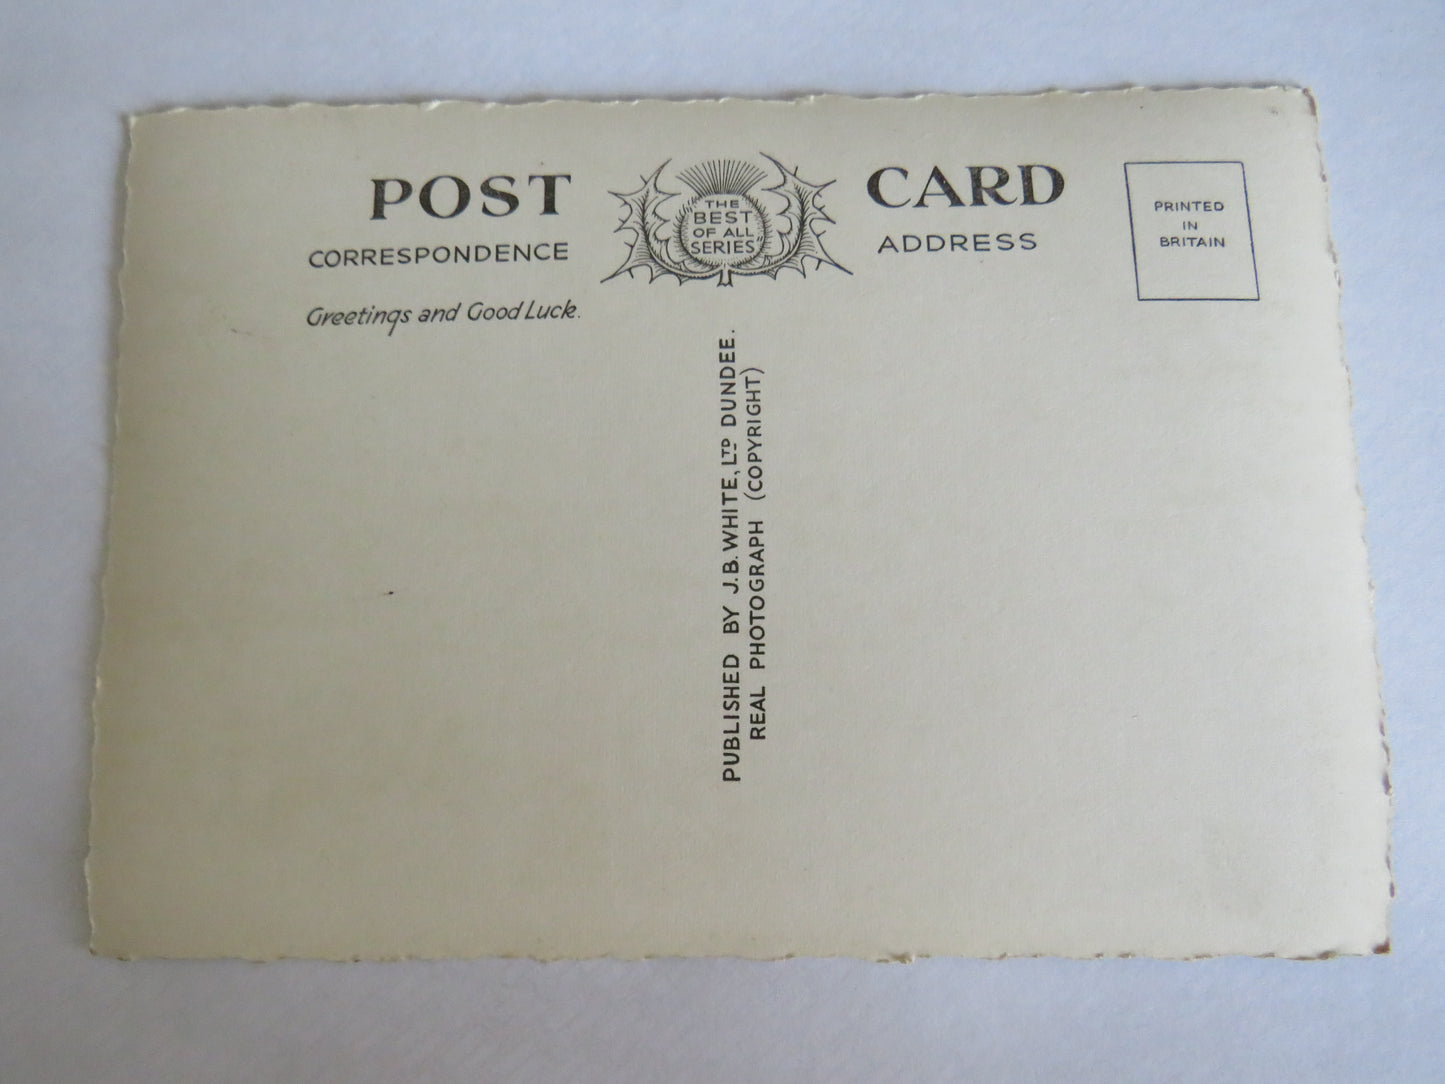 POST CARD
CORRESPONDENCE
ADDRESS
Greetings and Good Luck.
THE
"BEST
OF ALL
SERIES"
PRINTED
IN
BRITAIN
PUBLISHED BY J.B. WHITE, LTD DUNDEE.
REAL PHOTOGRAPH (COPYRIGHT)